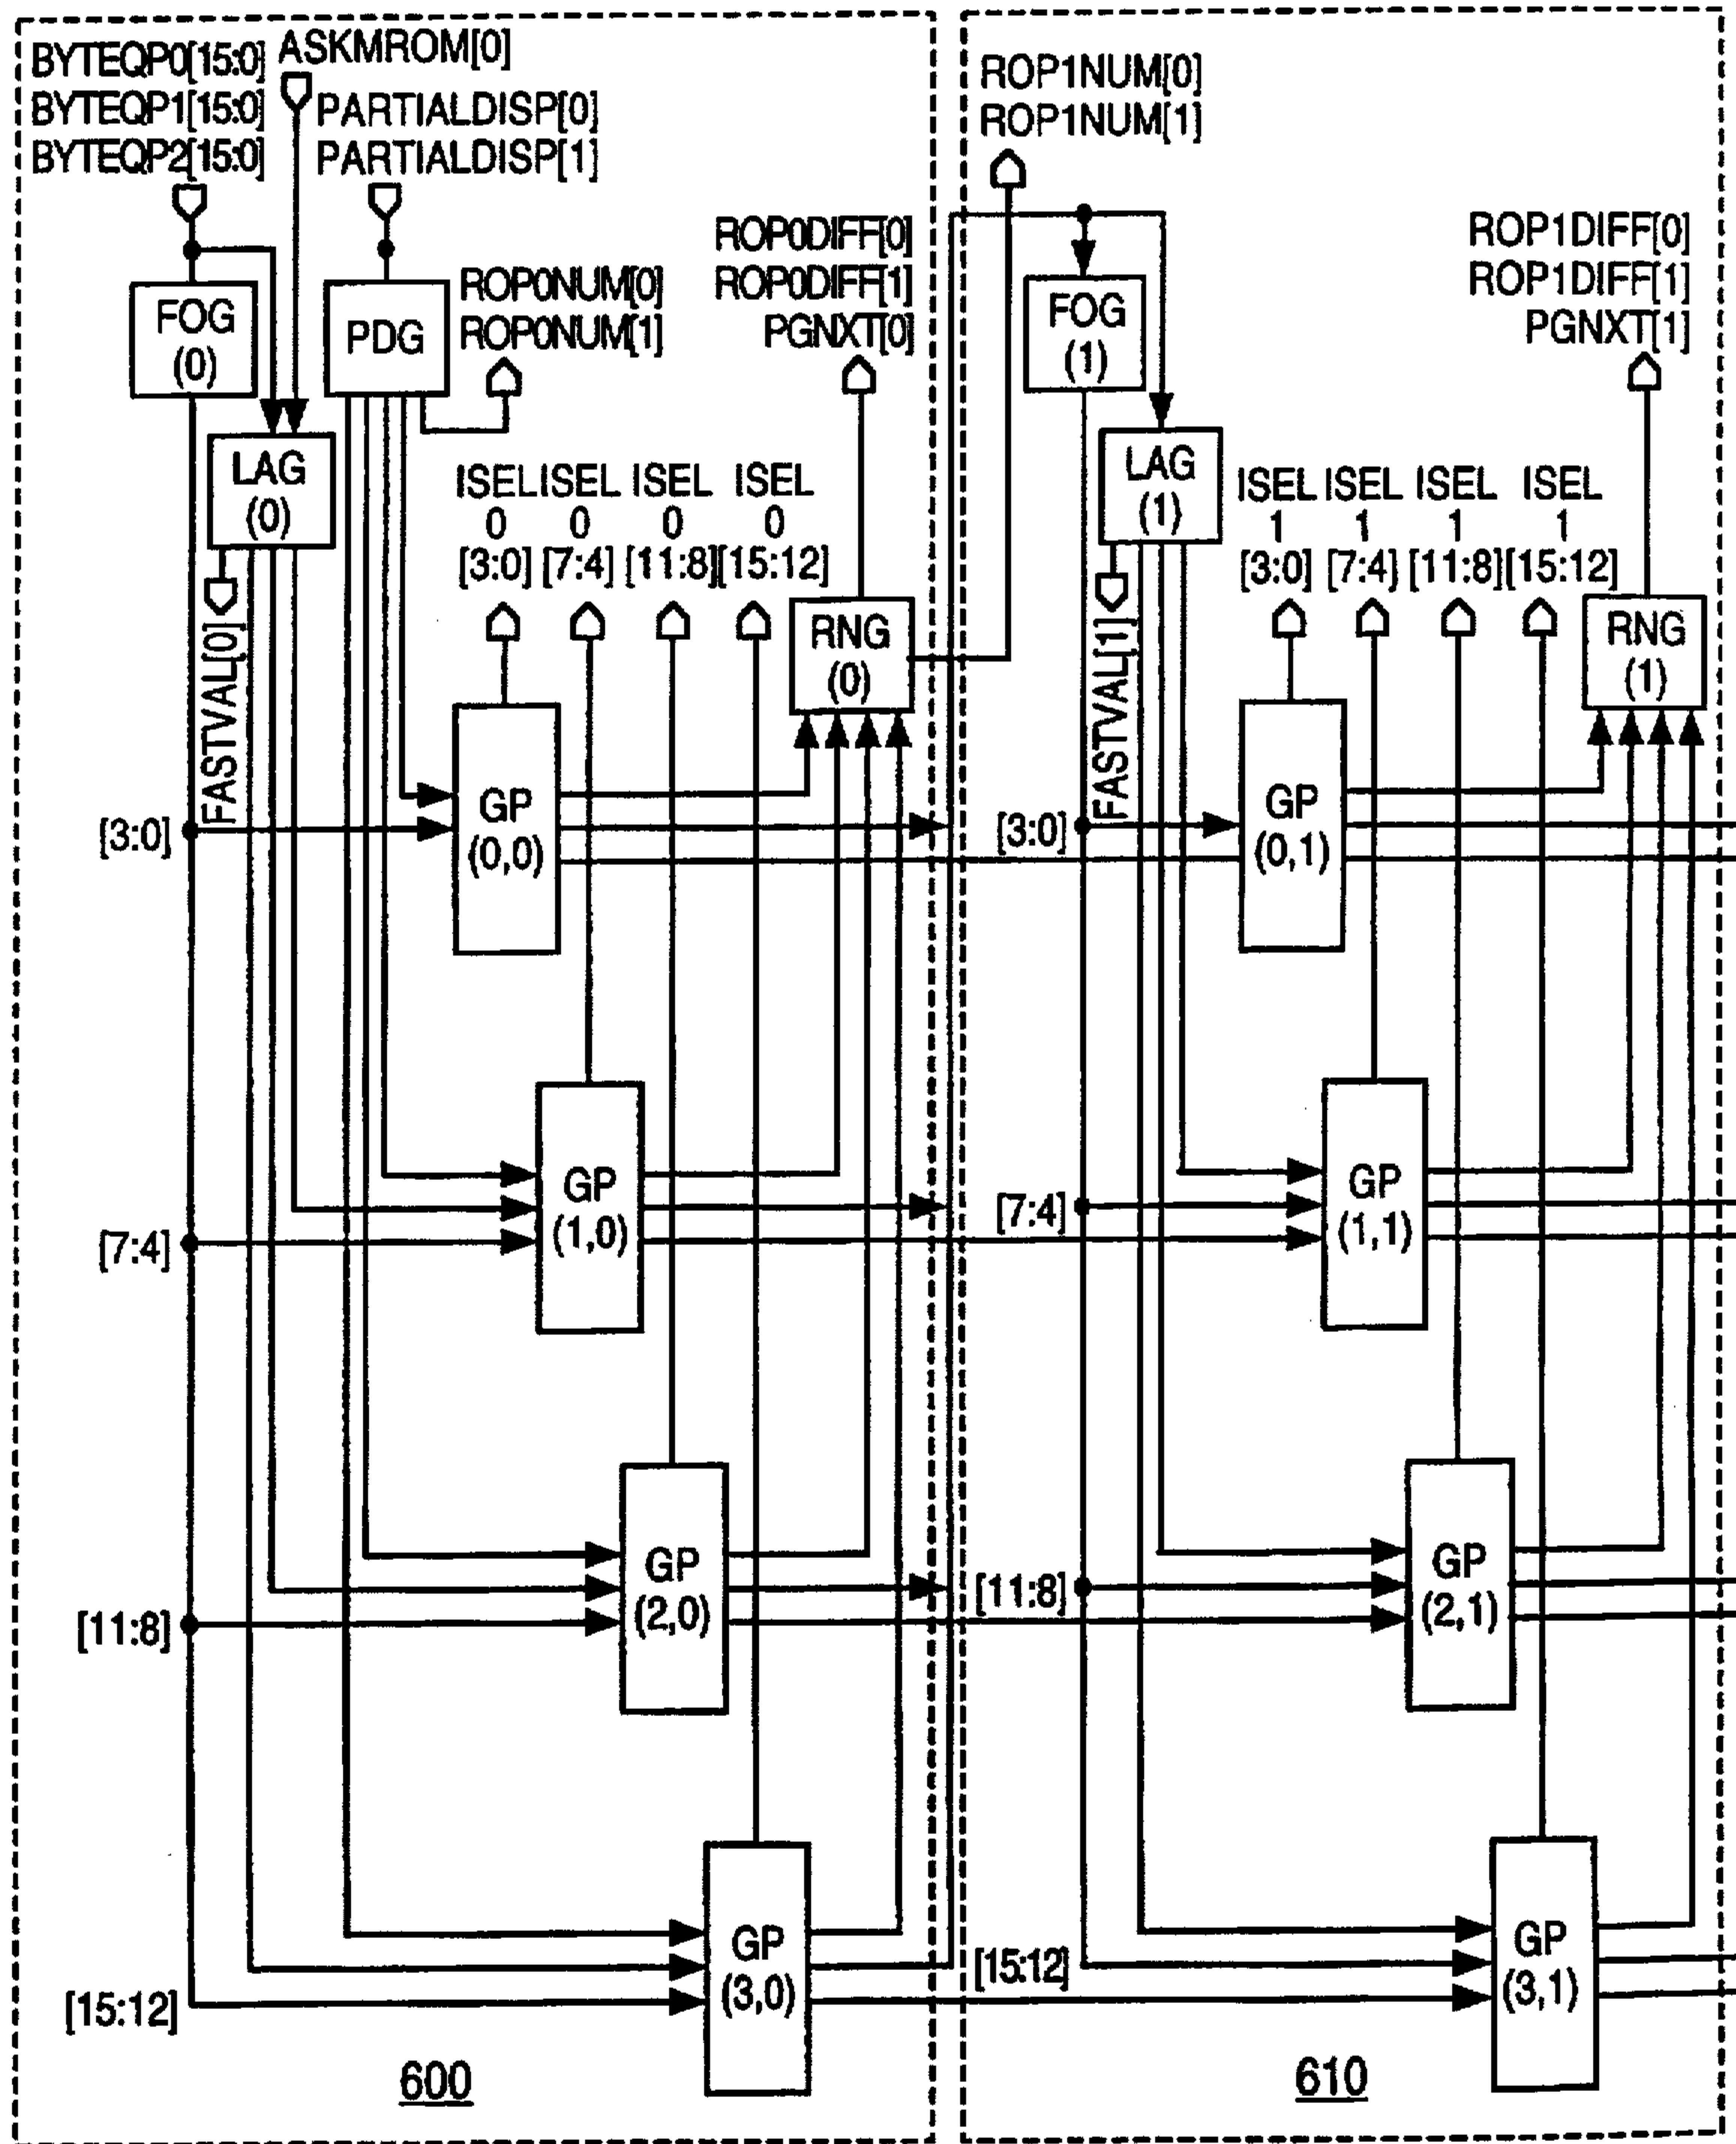 BYTEQP0[15:0]
BYTEQP1[15:0]
BYTEQP2[15:0]
ASKMROM[0]
PARTIALDISP[0]
PARTIALDISP[1]
FOG
(0)
PDG
ROP0NUM[0]
ROP0NUM[1]
ROP0DIFF[0]
ROP0DIFF[1]
PGNXT[0]
LAG
(0)
FASTVAL[0]
ISEL
0
[3:0]
ISEL
0
[7:4]
ISEL
0
[11:8]
ISEL
0
[15:12]
RNG
(0)
[3:0]
GP
(0,0)
[7:4]
GP
(1,0)
[11:8]
GP
(2,0)
[15:12]
GP
(3,0)
600
ROP1NUM[0]
ROP1NUM[1]
FOG
(1)
ROP1DIFF[0]
ROP1DIFF[1]
PGNXT[1]
LAG
(1)
FASTVAL[1]
ISEL
1
[3:0]
ISEL
1
[7:4]
ISEL
1
[11:8]
ISEL
1
[15:12]
RNG
(1)
[3:0]
GP
(0,1)
[7:4]
GP
(1,1)
[11:8]
GP
(2,1)
[15:12]
GP
(3,1)
610